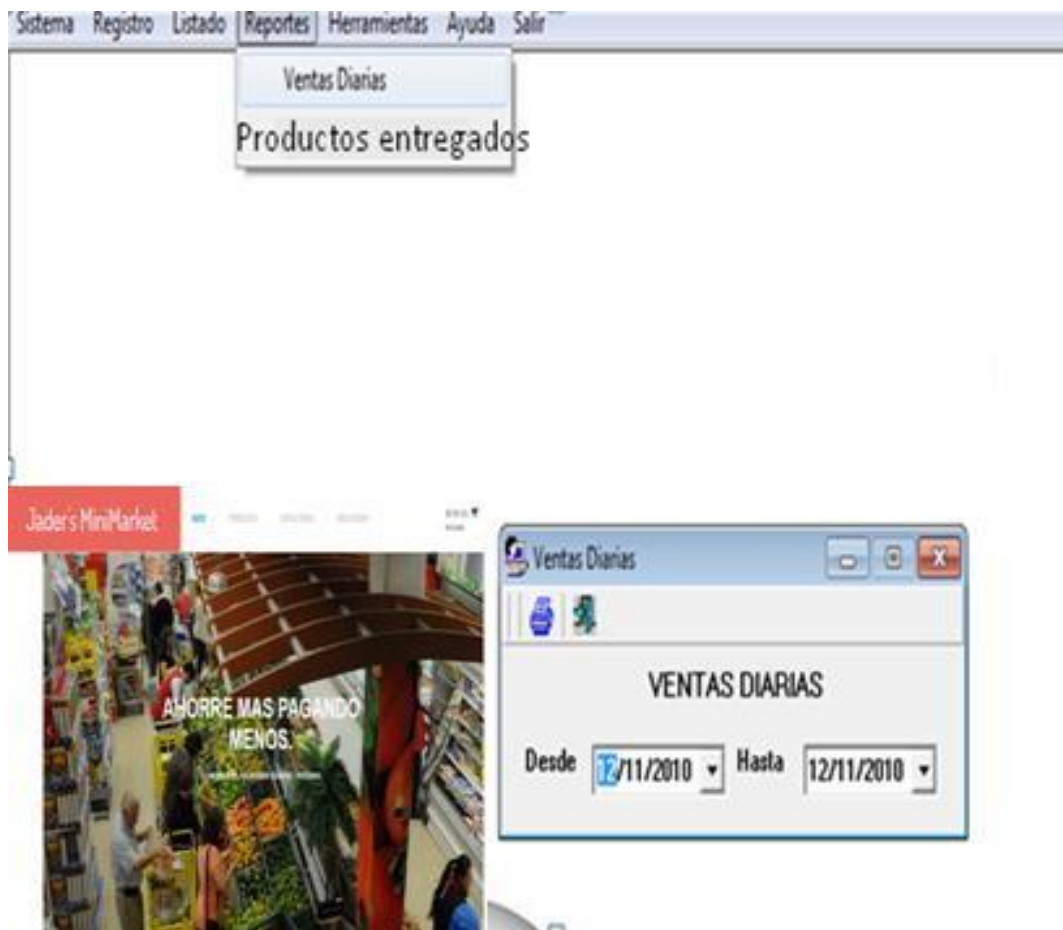 Sistema Registro Listado Reportes Herramientas Ayuda Salir
Ventas Diarias
Productos entregados
Jader's MiniMarket
AHORRE MAS PAGANDO
MENOS.
Ventas Diarias
VENTAS DIARIAS
Desde 12/11/2010 Hasta 12/11/2010